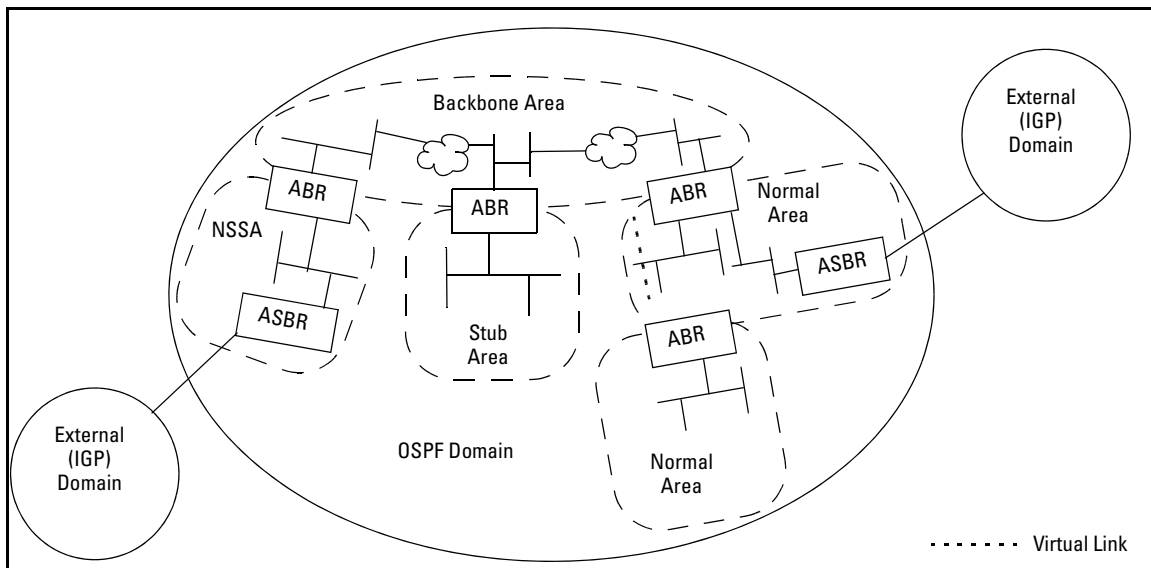 Backbone Area
External
(IGP)
Domain
ABR
ABR
ABR
Normal
Area
NSSA
ASBR
ASBR
Stub
Area
ABR
External
(IGP)
Domain
OSPF Domain
Normal
Area
Virtual Link